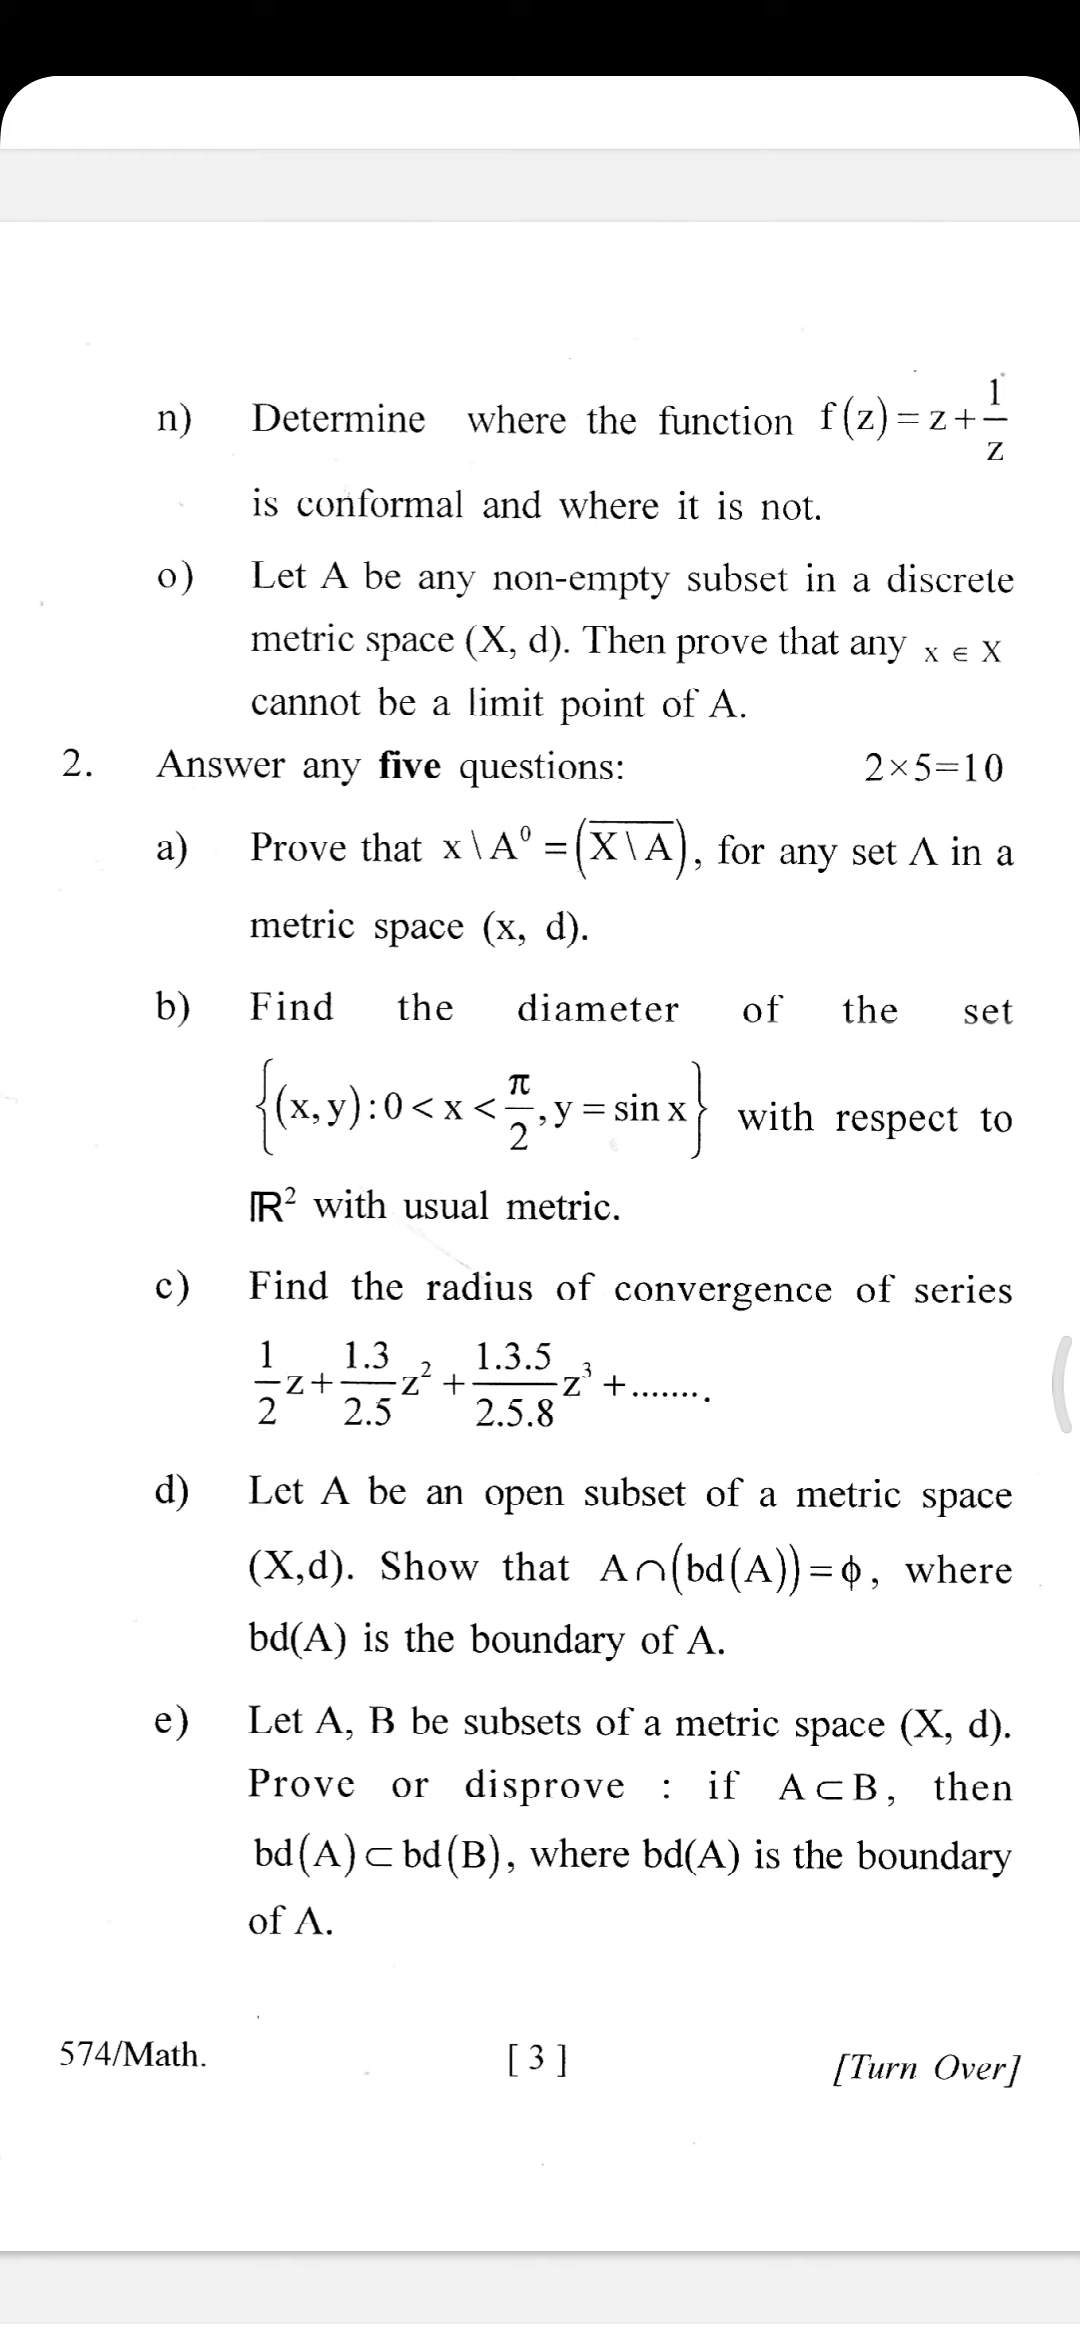 n) Determine where the function f(z)=z+1/z
is conformal and where it is not.
o) Let A be any non-empty subset in a discrete
metric space (X, d). Then prove that any x ∈ X
cannot be a limit point of A.
2. Answer any five questions: 2×5=10
a) Prove that x\A⁰=(\overline{X\A}), for any set A in a
metric space (x, d).
b) Find the diameter of the set
{(x,y):0<x<π/2,y=sin x} with respect to
ℝ² with usual metric.
c) Find the radius of convergence of series
1/2 z+1.3/2.5 z²+1.3.5/2.5.8 z³+........
d) Let A be an open subset of a metric space
(X,d). Show that A∩(bd(A))=ϕ, where
bd(A) is the boundary of A.
e) Let A, B be subsets of a metric space (X, d).
Prove or disprove : if A⊂B, then
bd(A)⊂bd(B), where bd(A) is the boundary
of A.
574/Math. [3] [Turn Over]